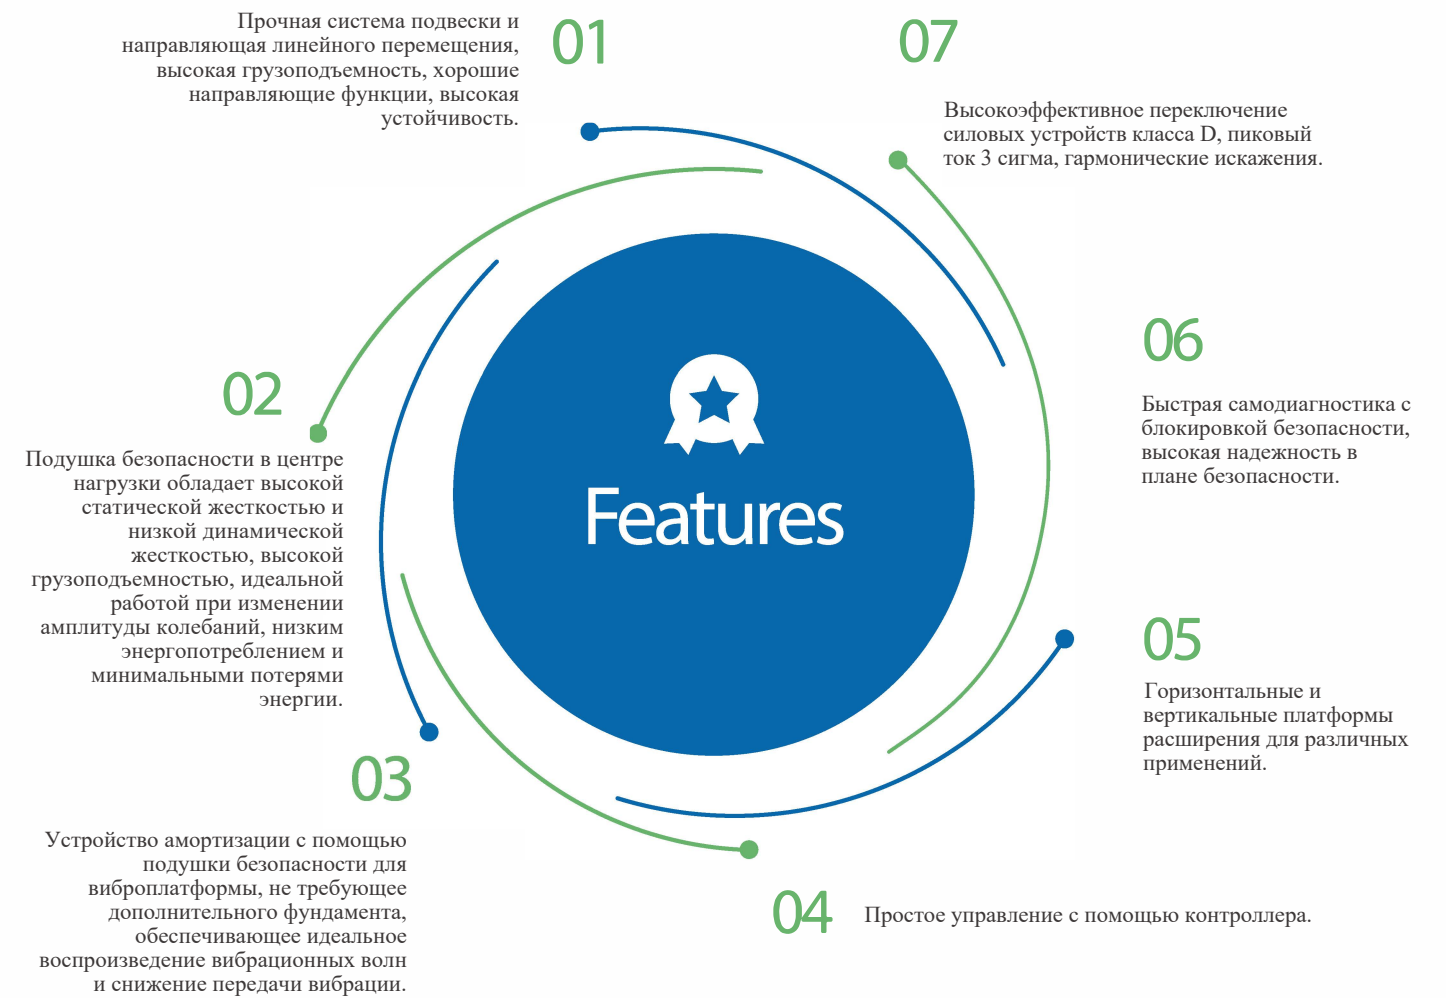 01
Прочная система подвески и
направляющая линейного перемещения,
высокая грузоподъемность, хорошие
направляющие функции, высокая
устойчивость.
02
Подушка безопасности в центре
нагрузки обладает высокой
статической жесткостью и
низкой динамической
жесткостью, высокой
грузоподъемностью, идеальной
работой при изменении
амплитуды колебаний, низким
энергопотреблением и
минимальными потерями
энергии.
03
Устройство амортизации с помощью
подушки безопасности для
виброплатформы, не требующее
дополнительного фундамента,
обеспечивающее идеальное
воспроизведение вибрационных волн
и снижение передачи вибрации.
Features
04
Простое управление с помощью контроллера.
05
Горизонтальные и
вертикальные платформы
расширения для различных
применений.
06
Быстрая самодиагностика с
блокировкой безопасности,
высокая надежность в
плане безопасности.
07
Высокоэффективное переключение
силовых устройств класса D, пиковый
ток 3 сигма, гармонические искажения.